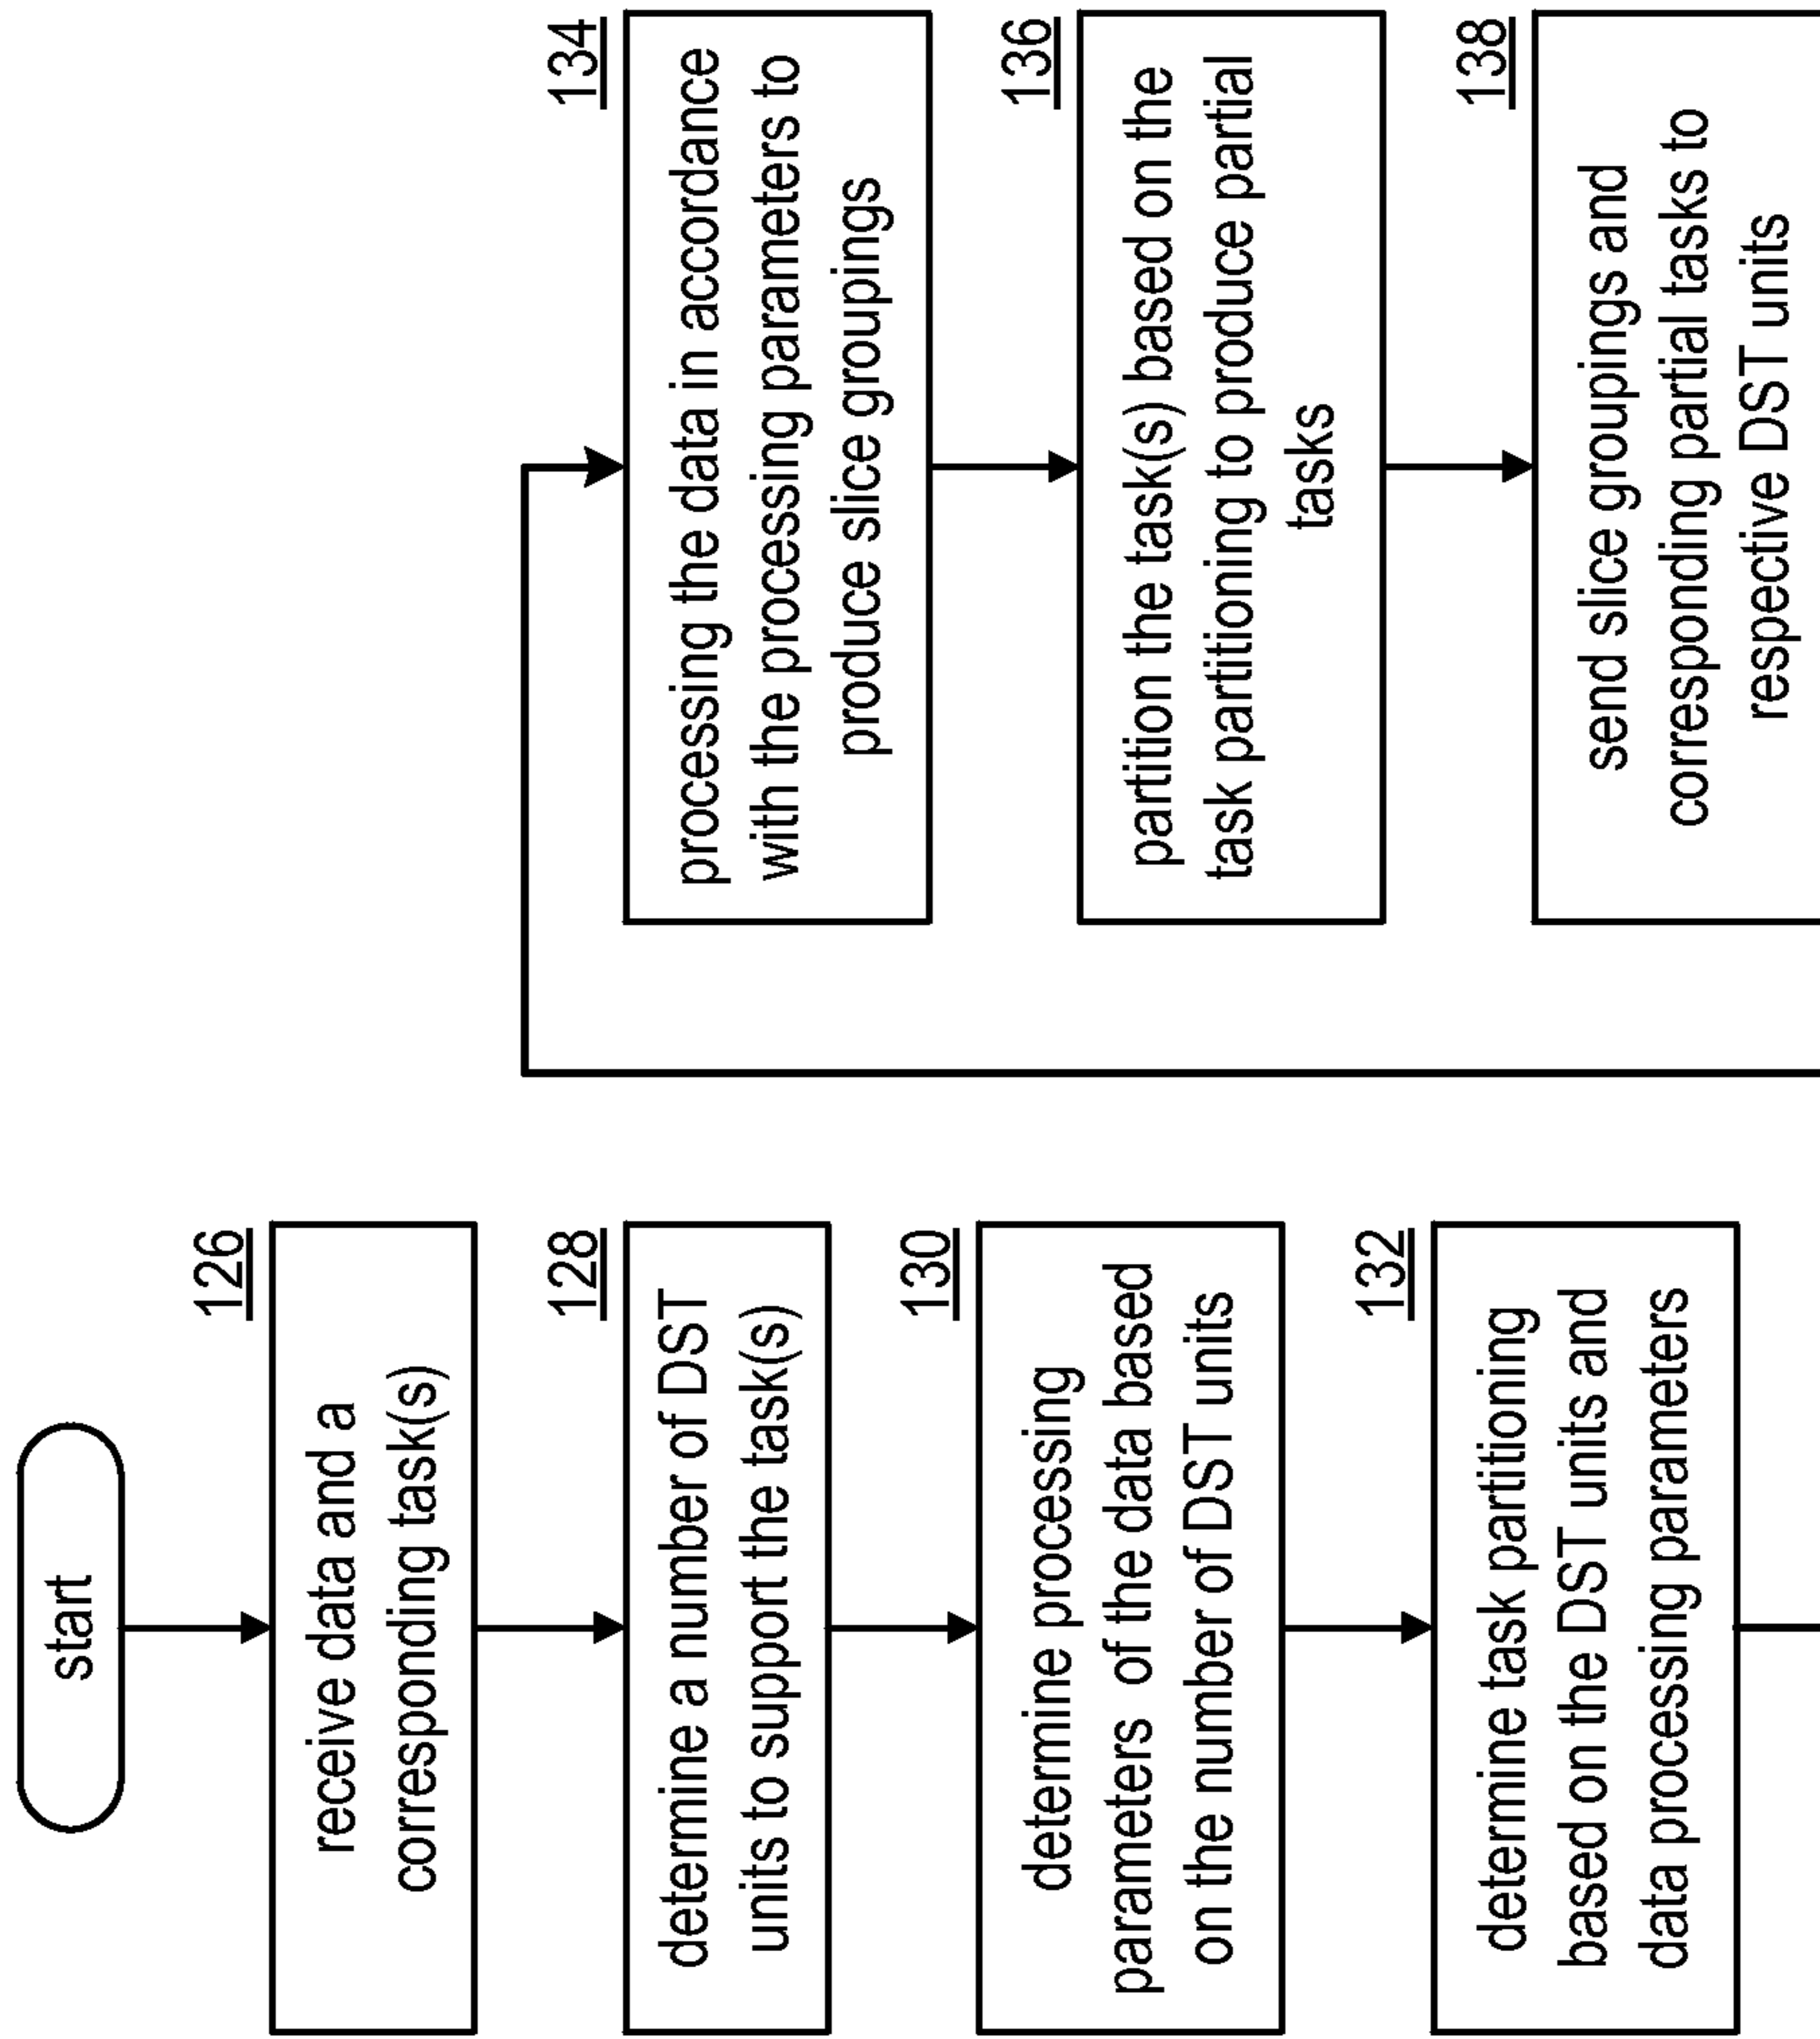 start
126
receive data and a
corresponding task(s)
128
determine a number of DST
units to support the task(s)
130
determine processing
parameters of the data based
on the number of DST units
132
determine task partitioning
based on the DST units and
data processing parameters
134
processing the data in accordance
with the processing parameters to
produce slice groupings
136
partition the task(s) based on the
task partitioning to produce partial
tasks
138
send slice groupings and
corresponding partial tasks to
respective DST units